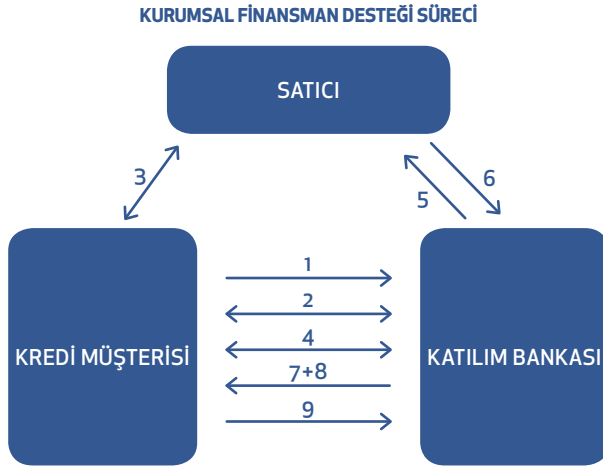 KURUMSAL FİNANSMAN DESTEĞİ SÜRECİ
SATICI
3
6
5
1
2
4
7+8
9
KREDİ MÜŞTERİSİ
KATILIM BANKASI